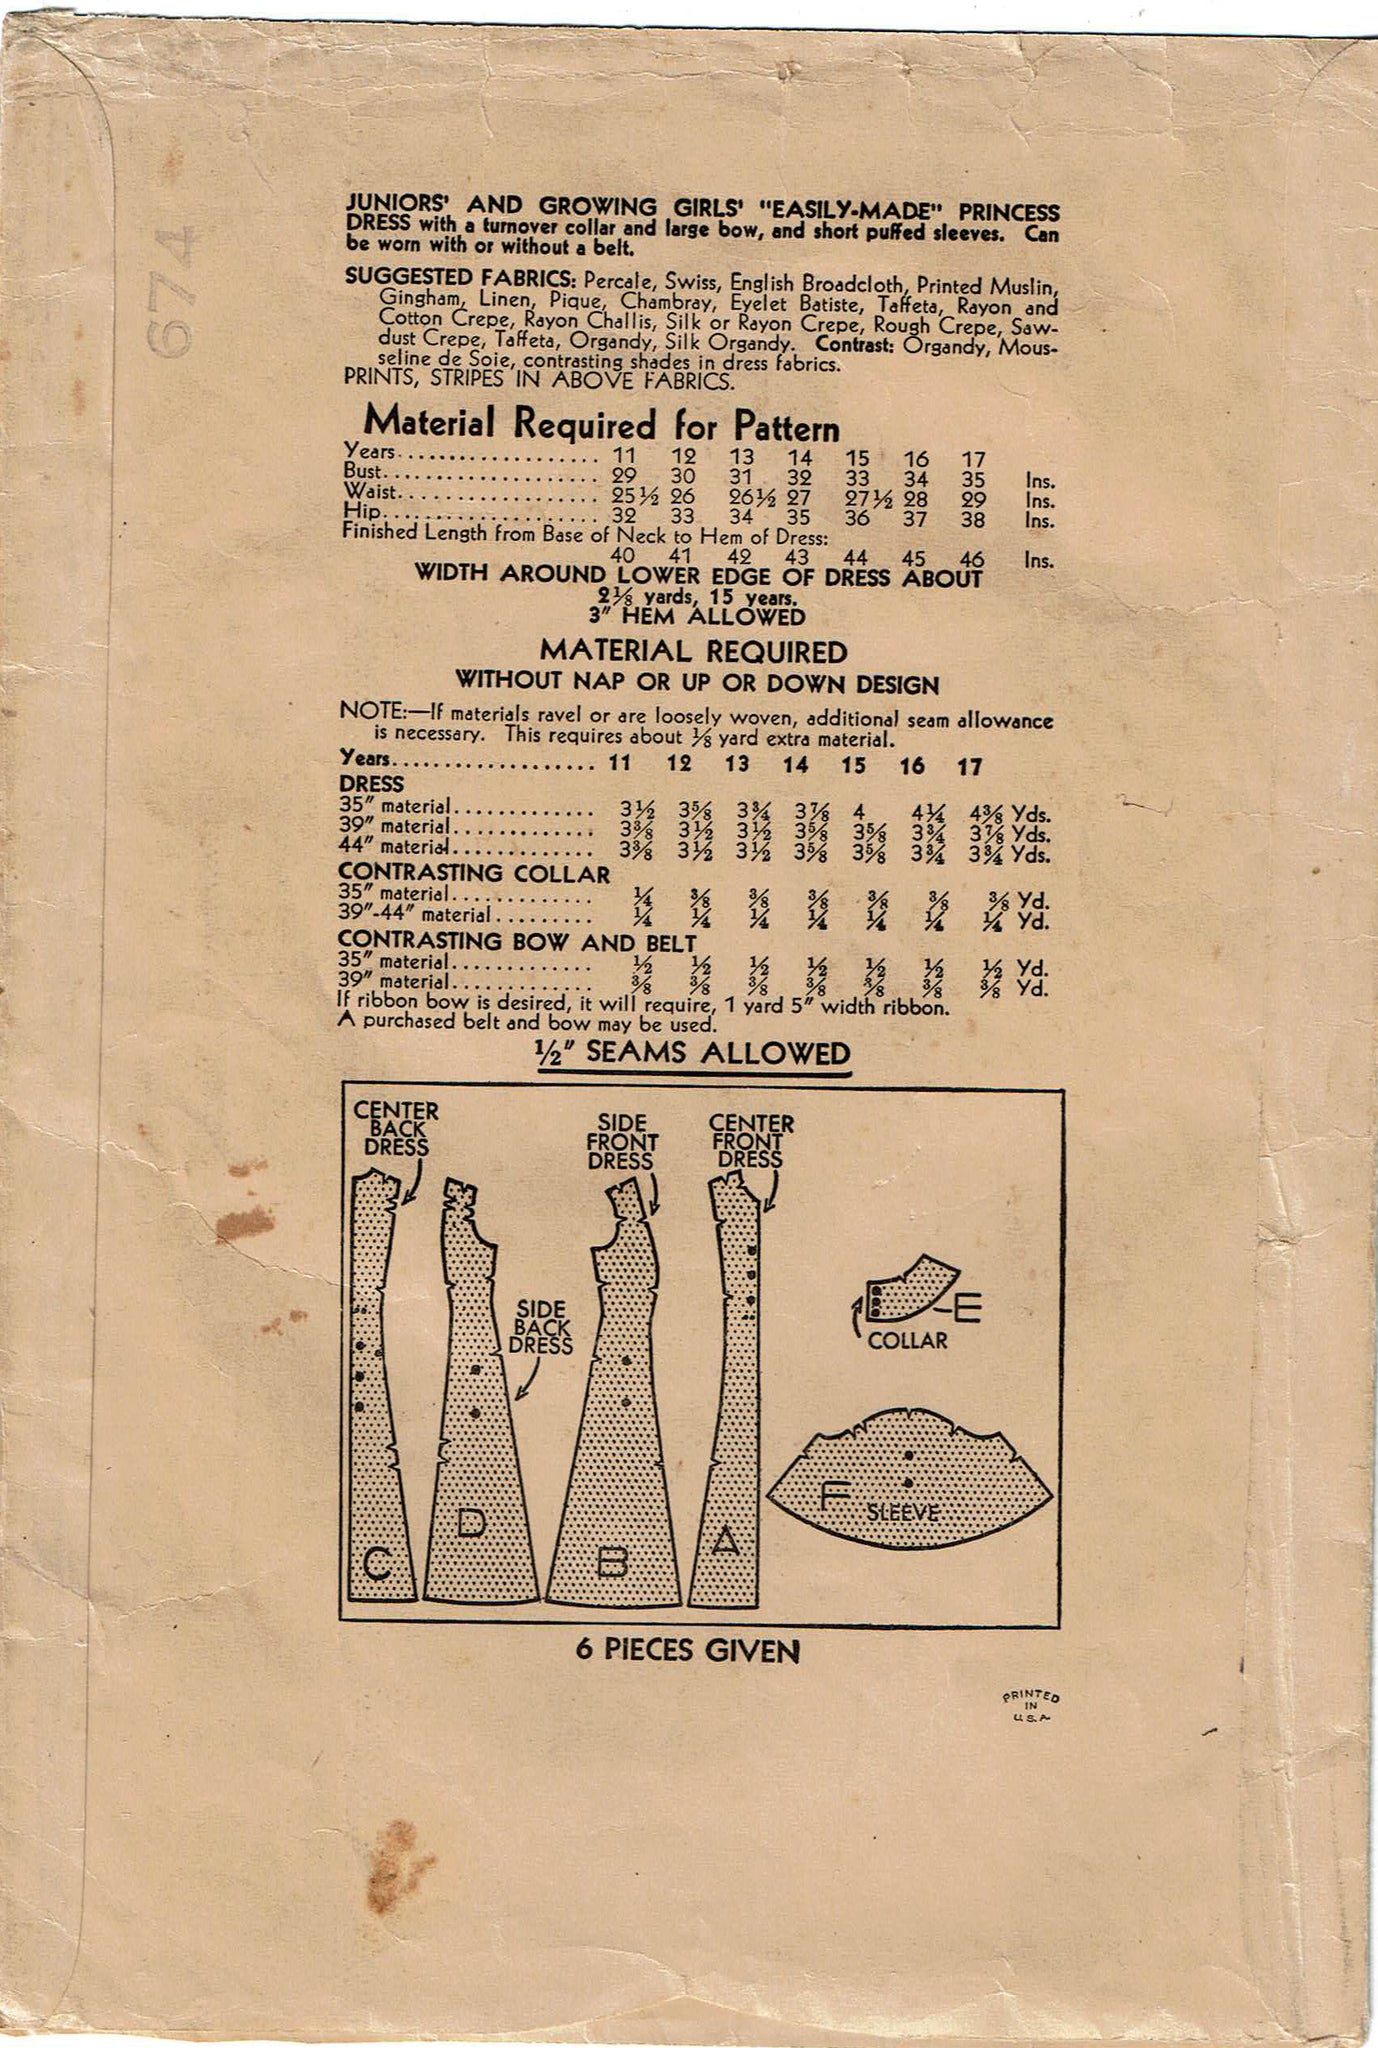 674
JUNIORS' AND GROWING GIRLS' "EASILY-MADE" PRINCESS
DRESS with a turnover collar and large bow, and short puffed sleeves. Can
be worn with or without a belt.
SUGGESTED FABRICS: Percale, Swiss, English Broadcloth, Printed Muslin,
Gingham, Linen, Pique, Chambray, Eyelet Batiste, Taffeta, Rayon and
Cotton Crepe, Rayon Challis, Silk or Rayon Crepe, Rough Crepe, Saw-
dust Crepe, Taffeta, Organdy, Silk Organdy. Contrast: Organdy, Mous-
seline de Soie, contrasting shades in dress fabrics.
PRINTS, STRIPES IN ABOVE FABRICS.
Material Required for Pattern
Years................... 11 12 13 14 15 16 17
Bust.................... 29 30 31 32 33 34 35 Ins.
Waist................... 25½ 26 26½ 27 27½ 28 29 Ins.
Hip..................... 32 33 34 35 36 37 38 Ins.
Finished Length from Base of Neck to Hem of Dress:
40 41 42 43 44 45 46 Ins.
WIDTH AROUND LOWER EDGE OF DRESS ABOUT
2⅛ yards, 15 years.
3" HEM ALLOWED
MATERIAL REQUIRED
WITHOUT NAP OR UP OR DOWN DESIGN
NOTE:—If materials ravel or are loosely woven, additional seam allowance
is necessary. This requires about ⅛ yard extra material.
Years................... 11 12 13 14 15 16 17
DRESS
35" material............. 3½ 3⅝ 3¾ 3⅞ 4 4¼ 4⅜ Yds.
39" material............. 3⅜ 3½ 3½ 3⅝ 3⅝ 3¾ 3⅞ Yds.
44" material............. 3⅜ 3½ 3½ 3⅝ 3⅝ 3¾ 3¾ Yds.
CONTRASTING COLLAR
35" material............. ¼ ⅜ ⅜ ⅜ ⅜ ⅜ ⅜ Yd.
39"-44" material......... ¼ ¼ ¼ ¼ ¼ ¼ ¼ Yd.
CONTRASTING BOW AND BELT
35" material............. ½ ½ ½ ½ ½ ½ ½ Yd.
39" material............. ⅜ ⅜ ⅜ ⅜ ⅜ ⅜ ⅜ Yd.
If ribbon bow is desired, it will require, 1 yard 5" width ribbon.
A purchased belt and bow may be used.
½" SEAMS ALLOWED
CENTER
BACK
DRESS
SIDE
FRONT
DRESS
CENTER
FRONT
DRESS
SIDE
BACK
DRESS
E
COLLAR
C
D
B
A
F SLEEVE
6 PIECES GIVEN
PRINTED
IN
U.S.A